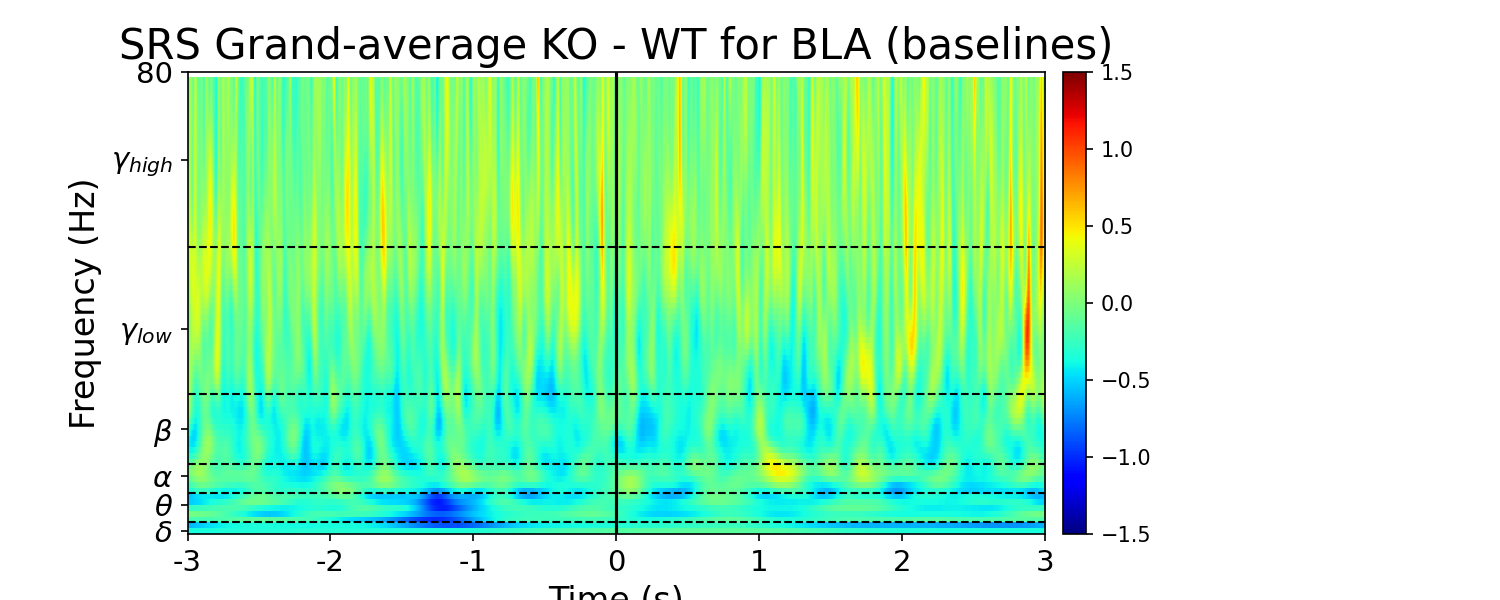 SRS Grand-average KO - WT for BLA (baselines)
80
γhigh
γlow
β
α
θ
δ
Frequency (Hz)
-3 -2 -1 0 1 2 3
Time (s)
1.5
1.0
0.5
0.0
−0.5
−1.0
−1.5